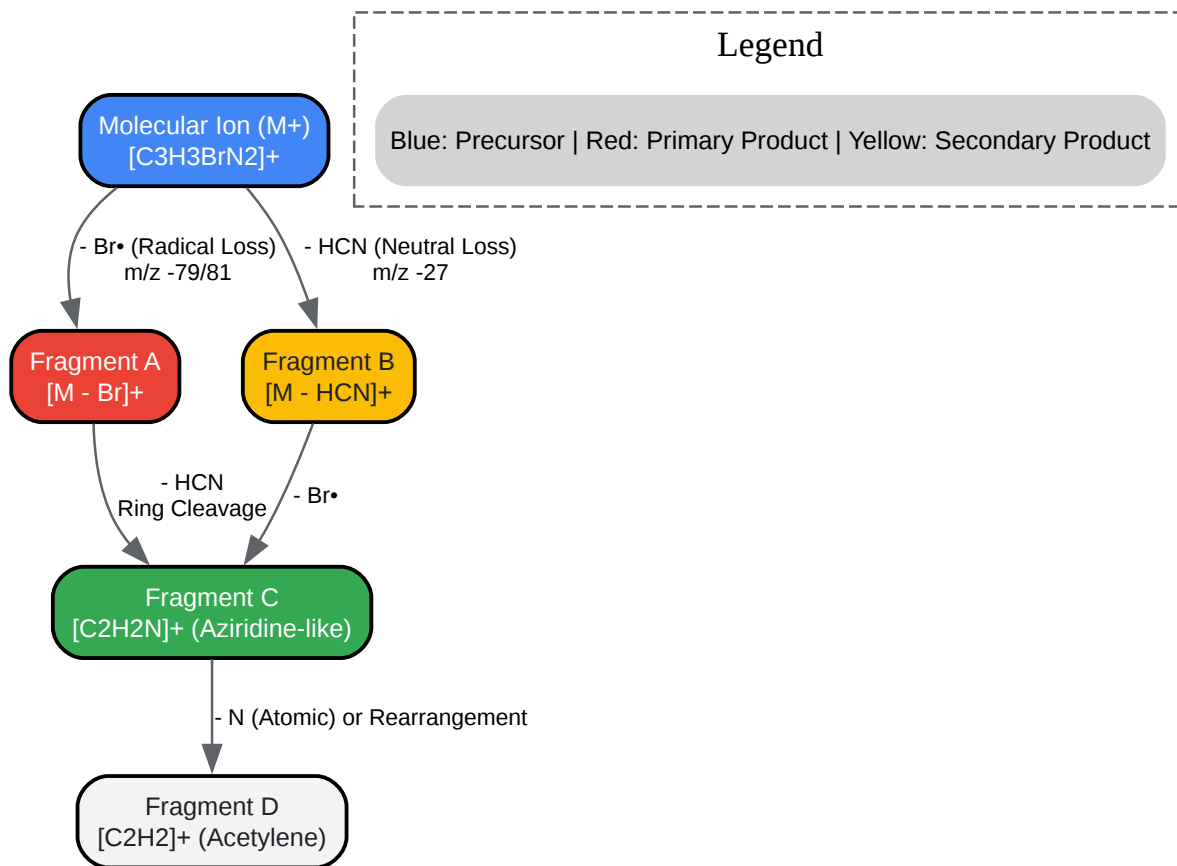 Legend
Blue: Precursor | Red: Primary Product | Yellow: Secondary Product
Molecular Ion (M+)
[C3H3BrN2]+
- Br• (Radical Loss)
m/z -79/81
- HCN (Neutral Loss)
m/z -27
Fragment A
[M - Br]+
Fragment B
[M - HCN]+
- HCN
Ring Cleavage
- Br•
Fragment C
[C2H2N]+ (Aziridine-like)
- N (Atomic) or Rearrangement
Fragment D
[C2H2]+ (Acetylene)